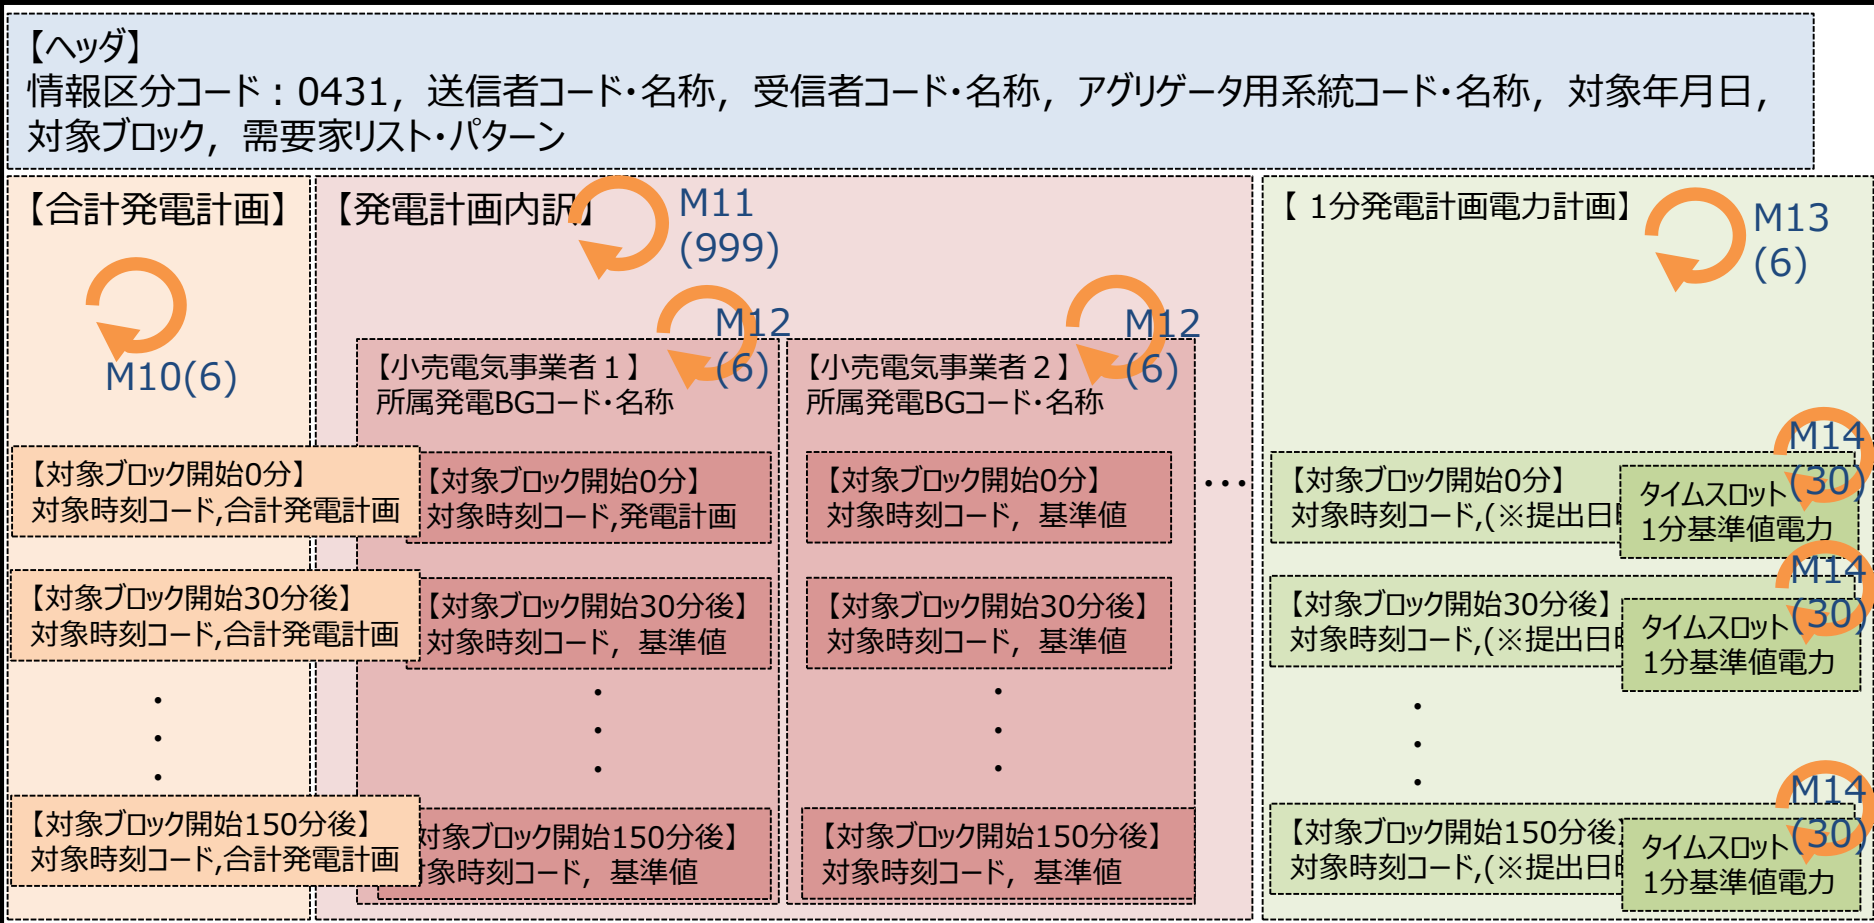 【ヘッダ】
情報区分コード：0431，送信者コード・名称，受信者コード・名称，アグリゲータ用系統コード・名称，対象年月日，
対象ブロック，需要家リスト・パターン
【合計発電計画】
M10(6)
【対象ブロック開始0分】
対象時刻コード,合計発電計画
【対象ブロック開始30分後】
対象時刻コード,合計発電計画
・
・
・
【対象ブロック開始150分後】
対象時刻コード,合計発電計画
【発電計画内訳】
M11
(999)
【小売電気事業者１】
所属発電BGコード・名称
M12
(6)
【対象ブロック開始0分】
対象時刻コード,発電計画
【対象ブロック開始30分後】
対象時刻コード，基準値
・
・
・
対象ブロック開始150分後】
象時刻コード，基準値
【小売電気事業者２】
所属発電BGコード・名称
M12
(6)
【対象ブロック開始0分】
対象時刻コード，基準値
【対象ブロック開始30分後】
対象時刻コード，基準値
・
・
・
【対象ブロック開始150分後】
対象時刻コード，基準値
…
【 1分発電計画電力計画】
M13
(6)
【対象ブロック開始0分】
対象時刻コード,(※提出日
M14
(30)
タイムスロット
1分基準値電力
【対象ブロック開始30分後】
対象時刻コード,(※提出日
M14
(30)
タイムスロット
1分基準値電力
・
・
・
【対象ブロック開始150分後
対象時刻コード,(※提出日
M14
(30)
タイムスロット
1分基準値電力